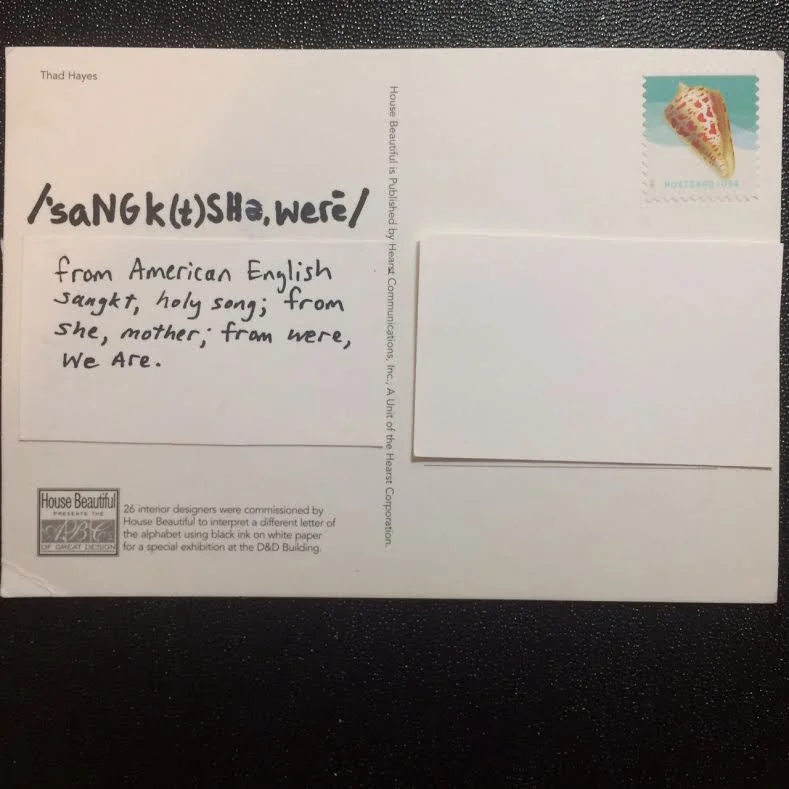 Thad Hayes
/ˈsaNGk(t)SHəˌwerē/
from American English
sangkt, holy song; from
she, mother; from were,
We Are.
House Beautiful
PRESENTS THE
ABCs
OF GREAT DESIGN
26 interior designers were commissioned by
House Beautiful to interpret a different letter of
the alphabet using black ink on white paper
for a special exhibition at the D&D Building.
House Beautiful is Published by Hearst Communications, Inc., A Unit of the Hearst Corporation.
POSTCARD USA